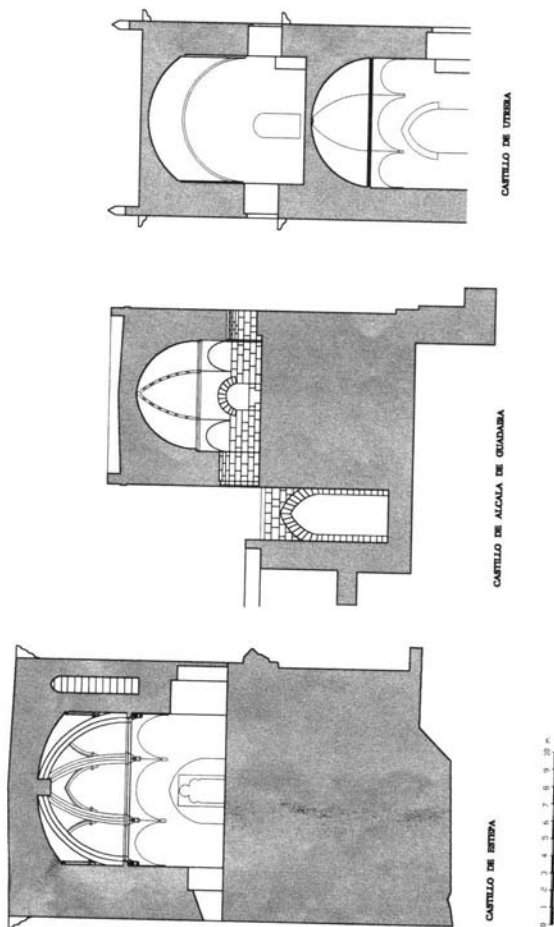 CASTILLO DE UTRERA
CASTILLO DE ALCALA DE GUADAIRA
CASTILLO DE ESTEPA
0 1 2 3 4 5 6 7 8 9 10 m.